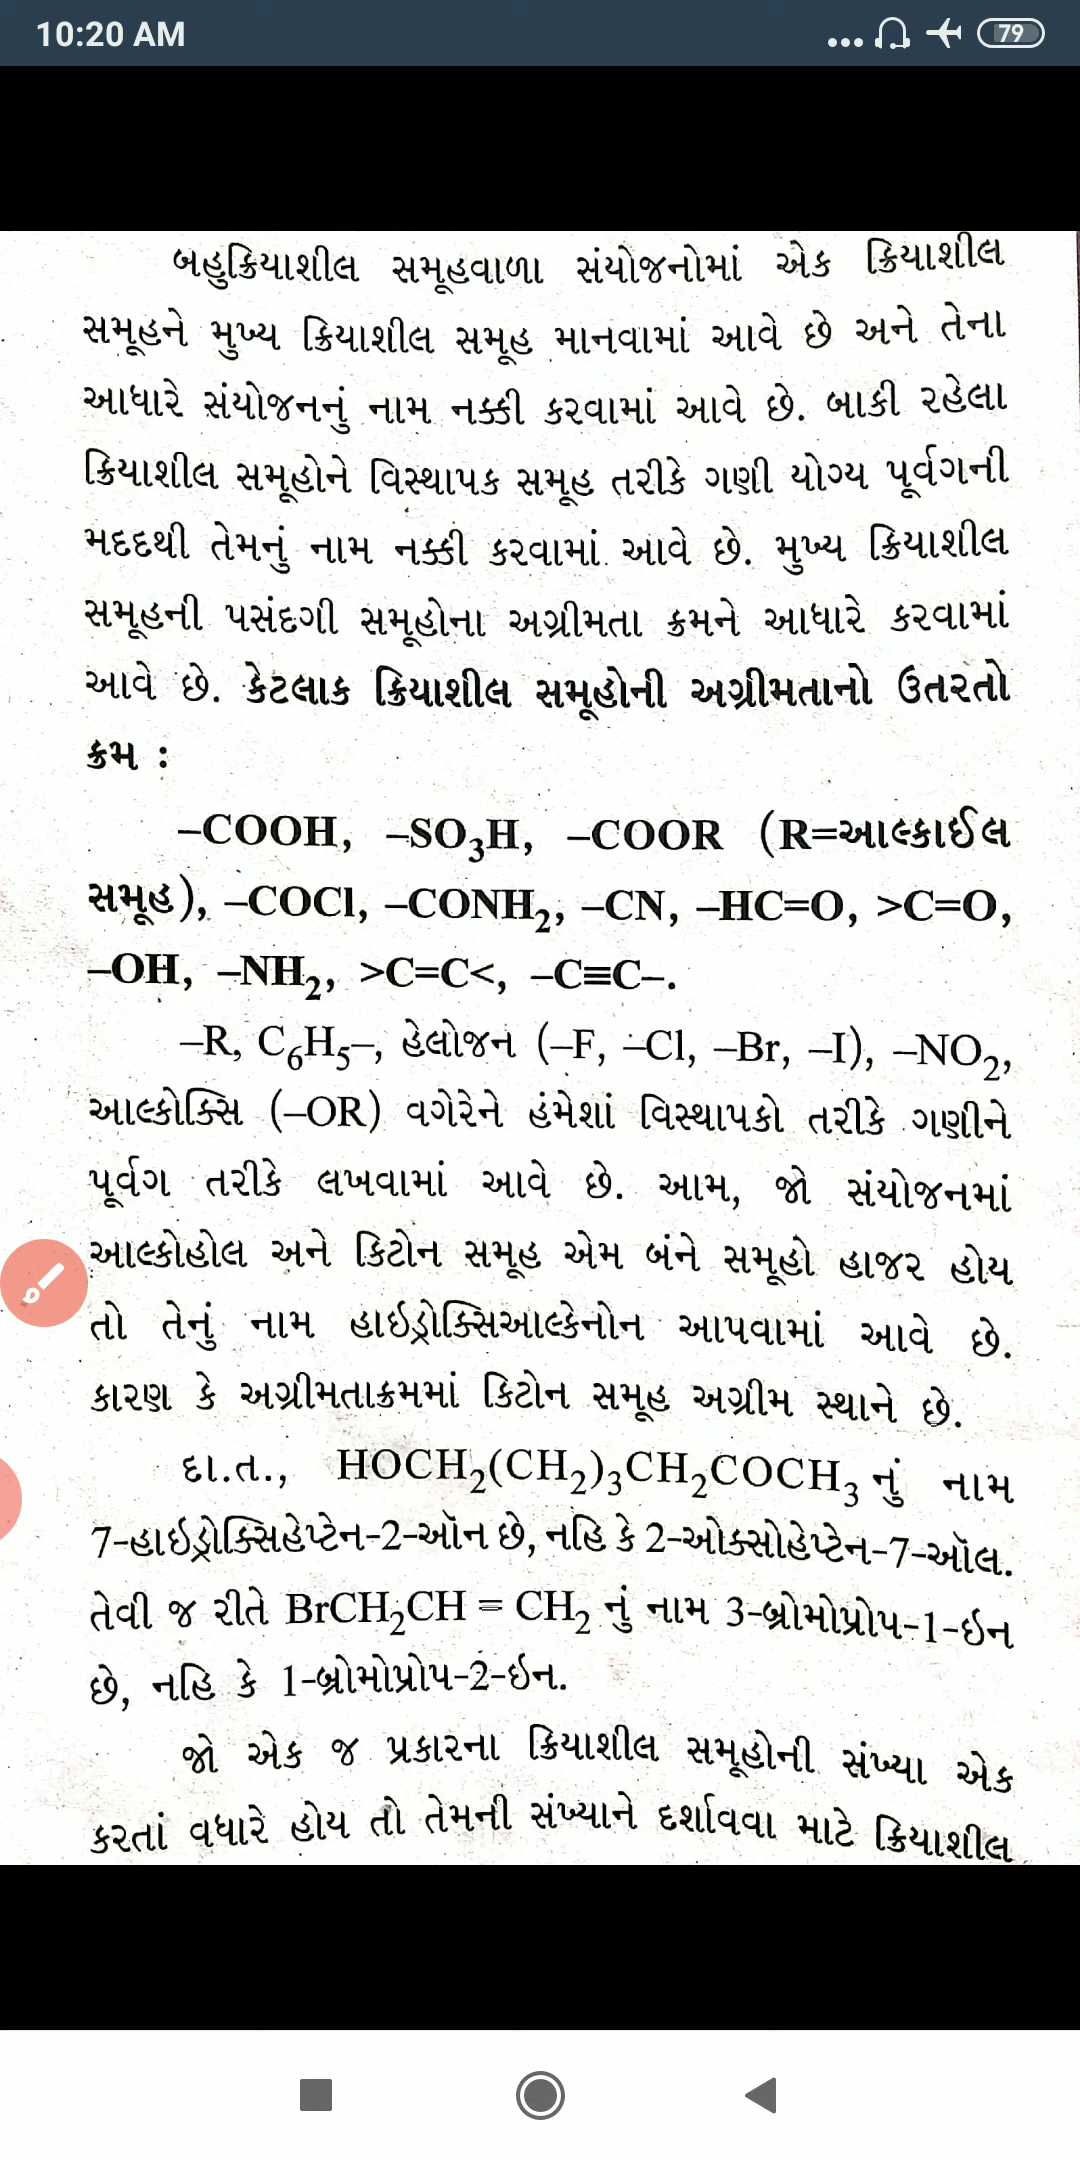 10:20 AM
79
બહુક્રિયાશીલ સમૂહવાળા સંયોજનોમાં એક ક્રિયાશીલ
સમૂહને મુખ્ય ક્રિયાશીલ સમૂહ માનવામાં આવે છે અને તેના
આધારે સંયોજનનું નામ નક્કી કરવામાં આવે છે. બાકી રહેલા
ક્રિયાશીલ સમૂહોને વિસ્થાપક સમૂહ તરીકે ગણી યોગ્ય પૂર્વગની
મદદથી તેમનું નામ નક્કી કરવામાં આવે છે. મુખ્ય ક્રિયાશીલ
સમૂહની પસંદગી સમૂહોના અગ્રીમતા ક્રમને આધારે કરવામાં
આવે છે. કેટલાક ક્રિયાશીલ સમૂહોની અગ્રીમતાનો ઉતરતો
ક્રમ :
–COOH, –SO₃H, –COOR (R=આલ્કાઈલ
સમૂહ), –COCl, –CONH₂, –CN, –HC=O, >C=O,
–OH, –NH₂, >C=C<, –C≡C–.
–R, C₆H₅–, હેલોજન (–F, –Cl, –Br, –I), –NO₂,
આલ્કોક્સિ (–OR) વગેરેને હંમેશાં વિસ્થાપકો તરીકે ગણીને
પૂર્વગ તરીકે લખવામાં આવે છે. આમ, જો સંયોજનમાં
આલ્કોહોલ અને કિટોન સમૂહ એમ બંને સમૂહો હાજર હોય
તો તેનું નામ હાઇડ્રોક્સિઆલ્કેનોન આપવામાં આવે છે.
કારણ કે અગ્રીમતાક્રમમાં કિટોન સમૂહ અગ્રીમ સ્થાને છે.
દા.ત., HOCH₂(CH₂)₃CH₂COCH₃ નું નામ
7-હાઇડ્રોક્સિહેપ્ટેન-2-ઑન છે, નહિ કે 2-ઓક્સોહેપ્ટેન-7-ઑલ.
તેવી જ રીતે BrCH₂CH = CH₂ નું નામ 3-બ્રોમોપ્રોપ-1-ઇન
છે, નહિ કે 1-બ્રોમોપ્રોપ-2-ઇન.
જો એક જ પ્રકારના ક્રિયાશીલ સમૂહોની સંખ્યા એક
કરતાં વધારે હોય તો તેમની સંખ્યાને દર્શાવવા માટે ક્રિયાશીલ